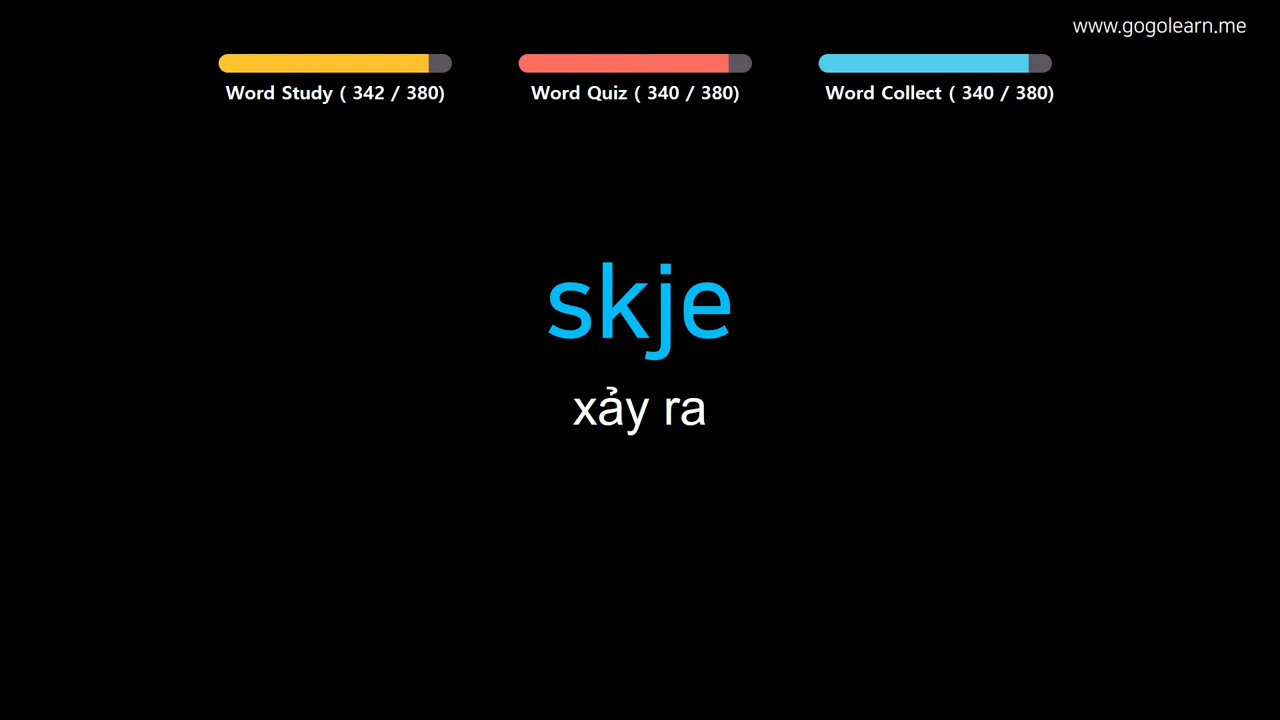 www.gogolearn.me
Word Study ( 342 / 380)
Word Quiz ( 340 / 380)
Word Collect ( 340 / 380)
skje
xảy ra